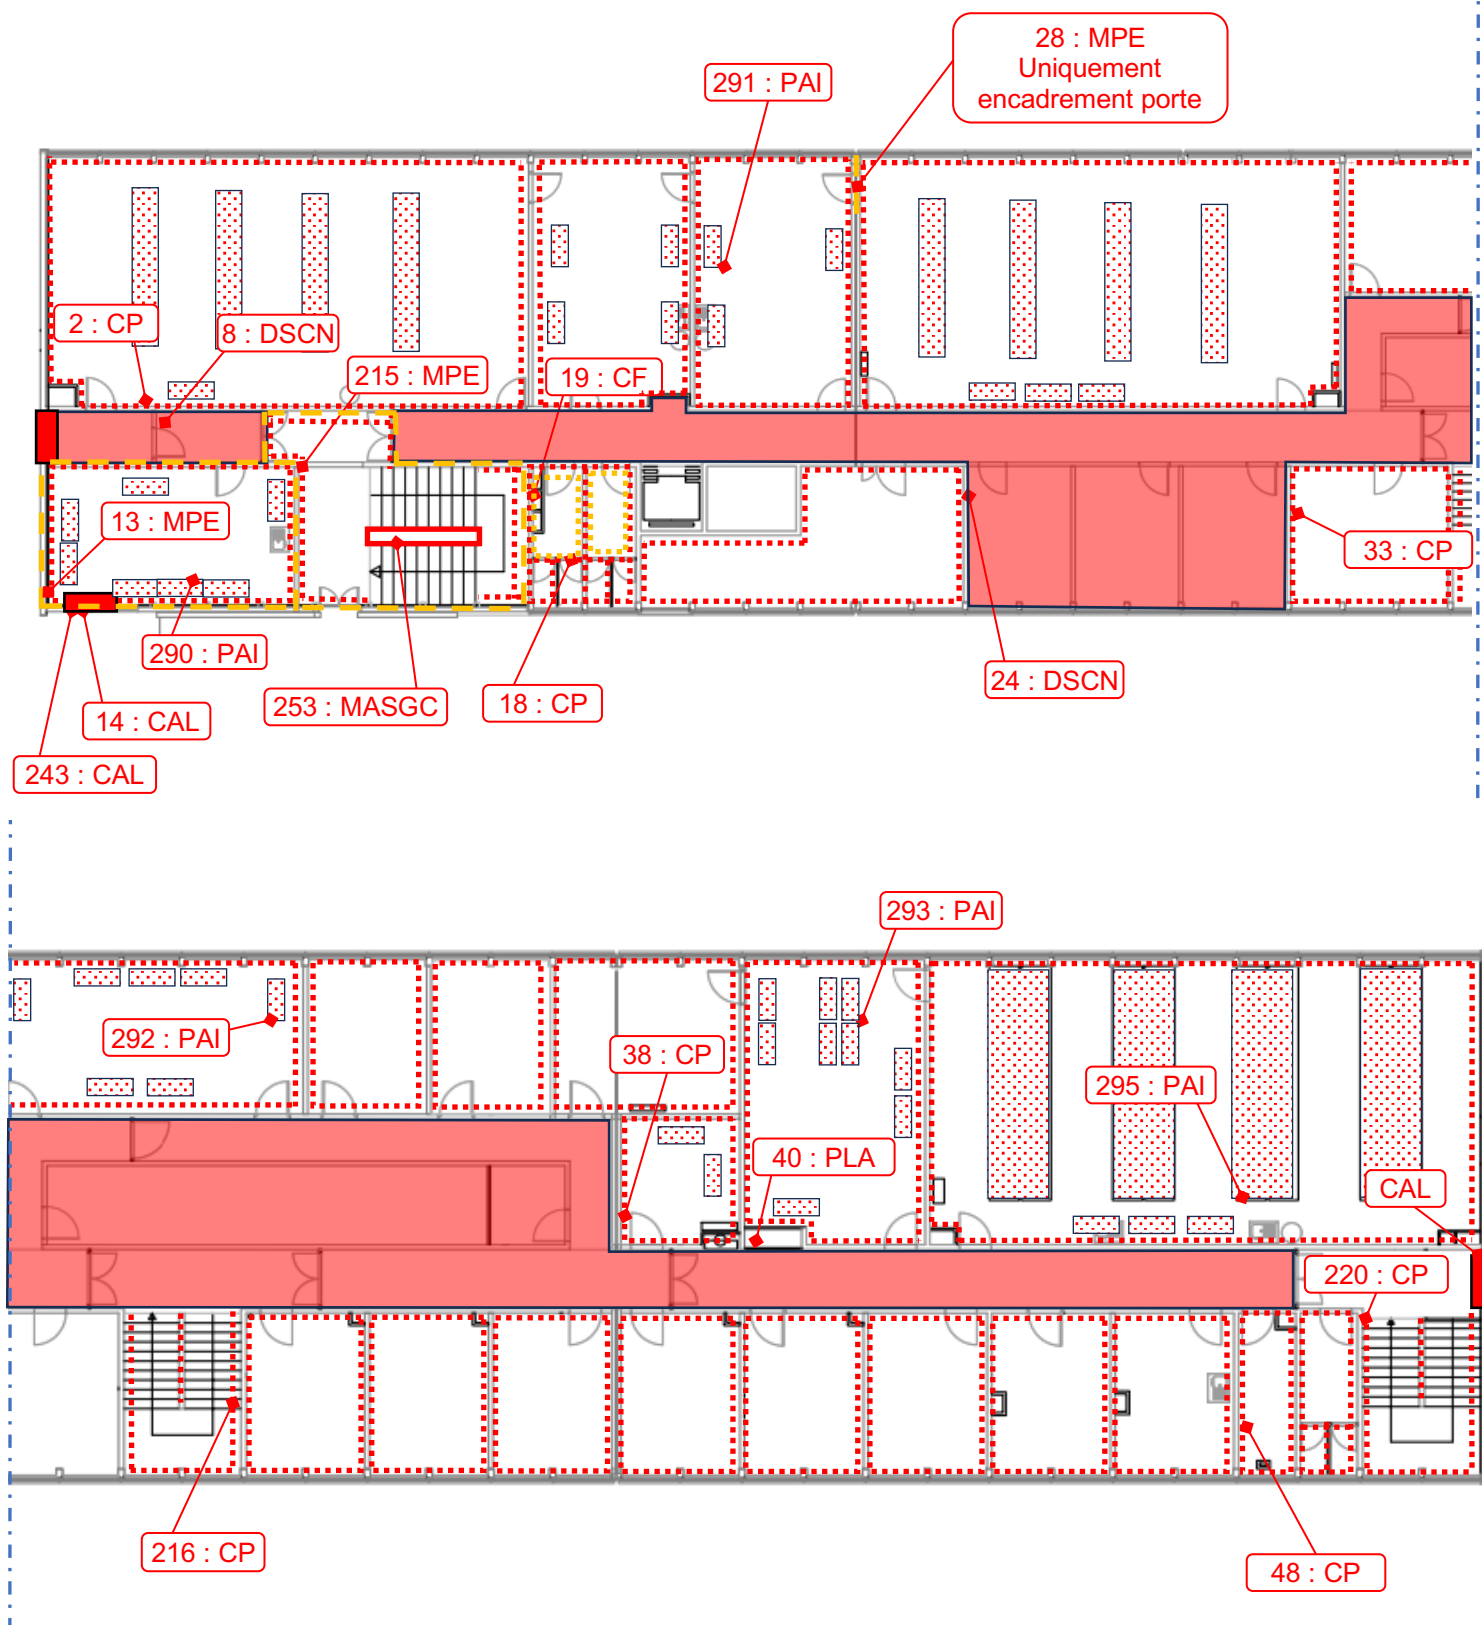 28 : MPE
Uniquement
encadrement porte
291 : PAI
2 : CP
8 : DSCN
215 : MPE
19 : CF
13 : MPE
33 : CP
290 : PAI
24 : DSCN
253 : MASGC
18 : CP
14 : CAL
243 : CAL
293 : PAI
292 : PAI
38 : CP
295 : PAI
40 : PLA
CAL
220 : CP
216 : CP
48 : CP